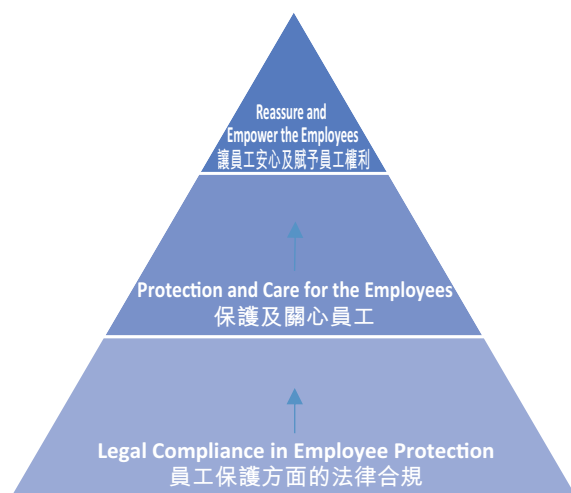 Reassure and
Empower the Employees
讓員工安心及賦予員工權利
Protection and Care for the Employees
保護及關心員工
Legal Compliance in Employee Protection
員工保護方面的法律合規